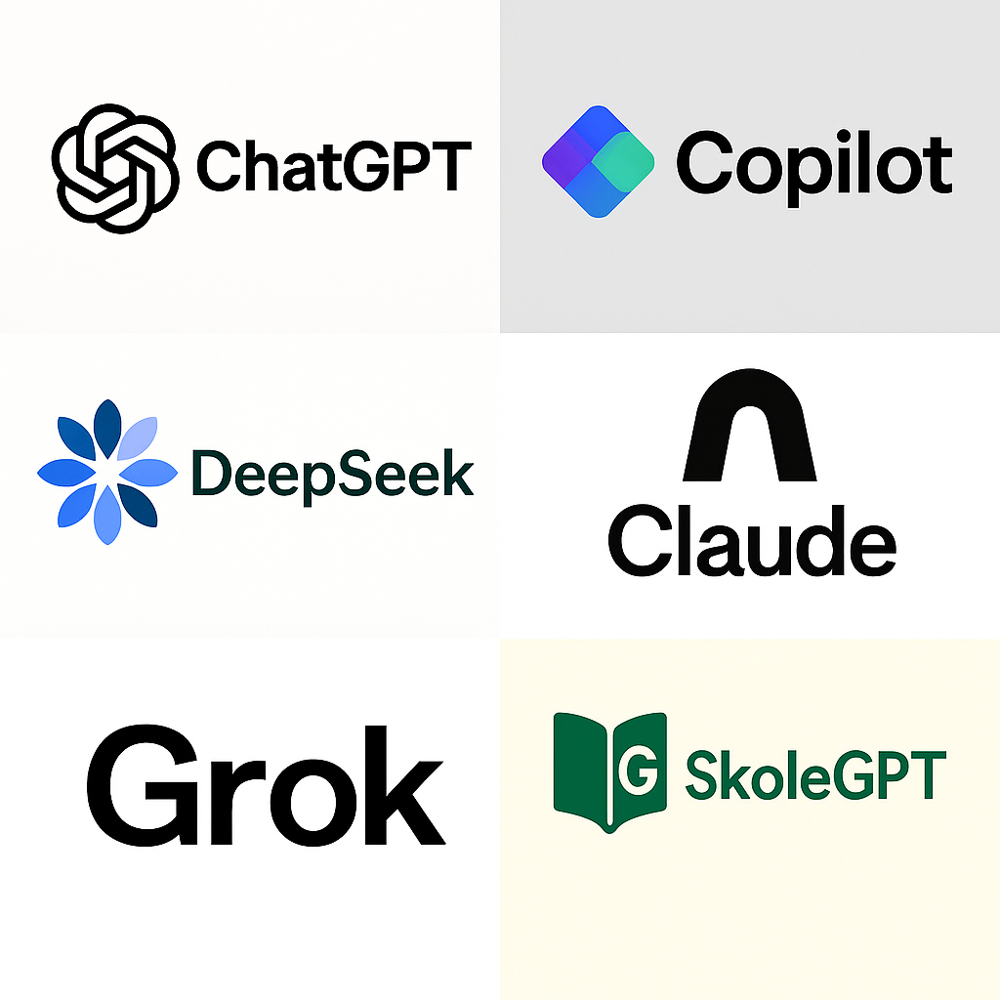 ChatGPT
Copilot
DeepSeek
Claude
Grok
G
SkoleGPT